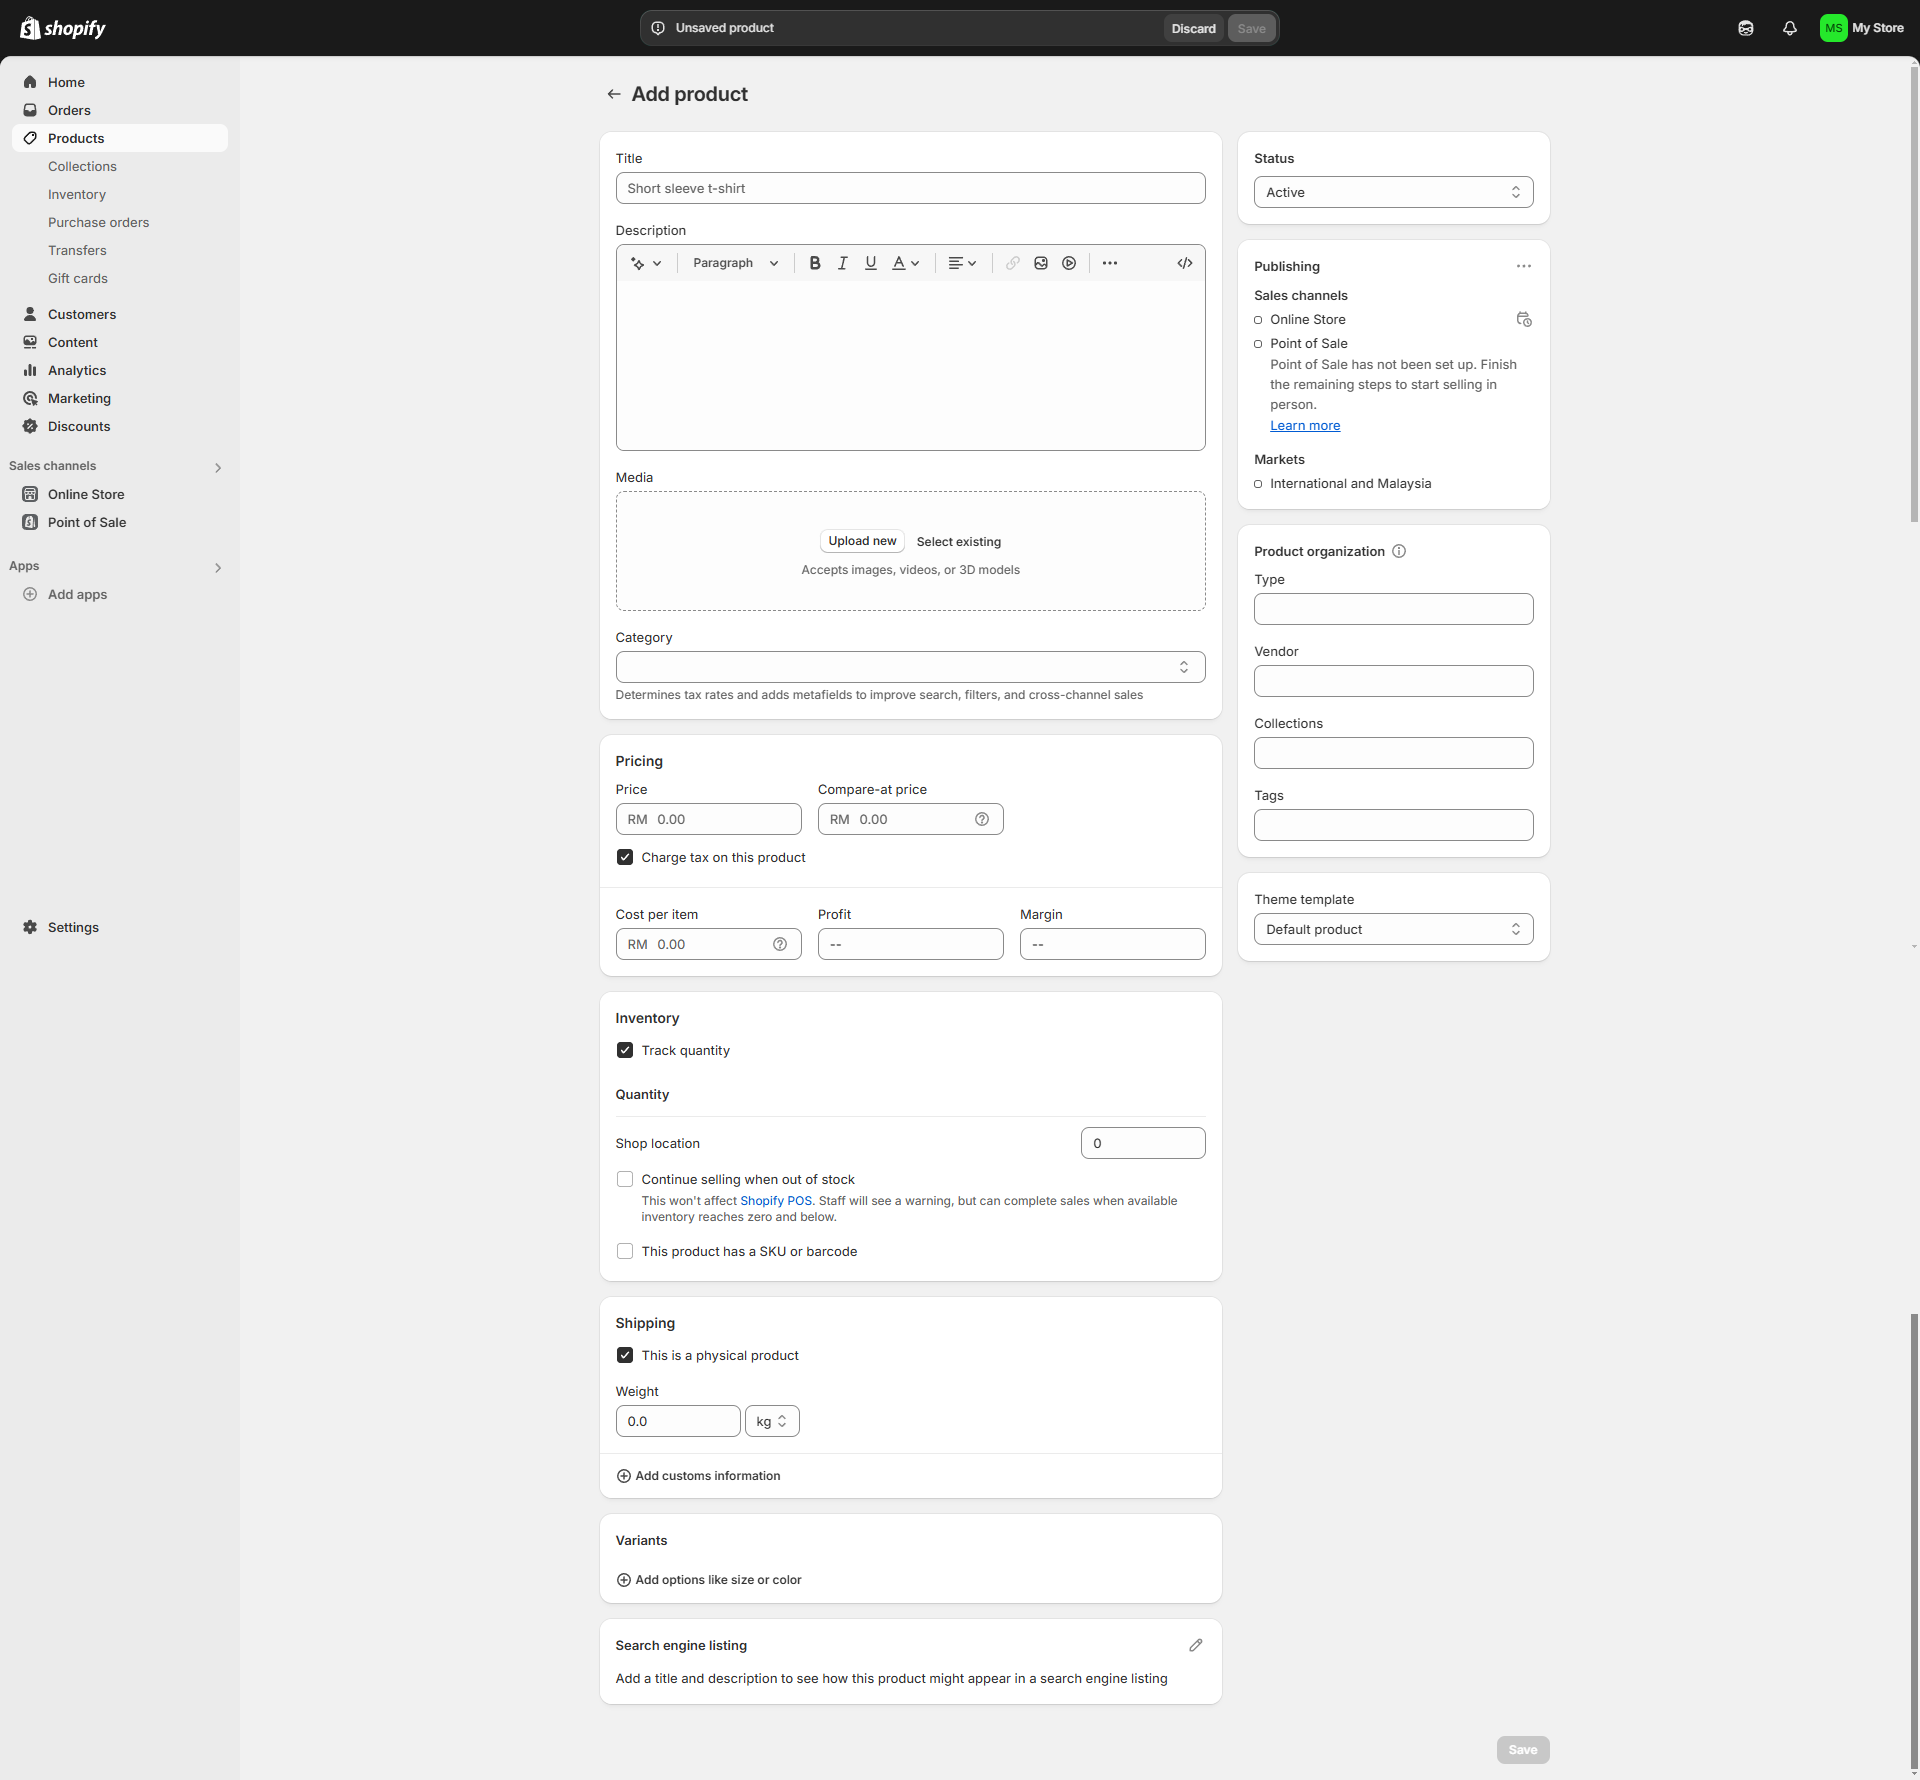 shopify
Unsaved product
Discard
Save
MS
My Store
Home
Orders
Products
Collections
Inventory
Purchase orders
Transfers
Gift cards
Customers
Content
Analytics
Marketing
Discounts
Sales channels
Online Store
Point of Sale
Apps
Add apps
Settings
Add product
Title
Short sleeve t-shirt
Description
Paragraph
B I U A
Media
Upload new
Select existing
Accepts images, videos, or 3D models
Category
Determines tax rates and adds metafields to improve search, filters, and cross-channel sales
Pricing
Price
Compare-at price
RM 0.00
RM 0.00
Charge tax on this product
Cost per item
Profit
Margin
RM 0.00
--
--
Inventory
Track quantity
Quantity
Shop location
0
Continue selling when out of stock
This won't affect Shopify POS. Staff will see a warning, but can complete sales when available
inventory reaches zero and below.
This product has a SKU or barcode
Shipping
This is a physical product
Weight
0.0
kg
Add customs information
Variants
Add options like size or color
Search engine listing
Add a title and description to see how this product might appear in a search engine listing
Status
Active
Publishing
Sales channels
Online Store
Point of Sale
Point of Sale has not been set up. Finish
the remaining steps to start selling in
person.
Learn more
Markets
International and Malaysia
Product organization
Type
Vendor
Collections
Tags
Theme template
Default product
Save